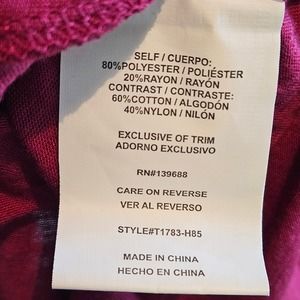 SELF / CUERPO:
80%POLYESTER / POLIÉSTER
20%RAYON / RAYÓN
CONTRAST / CONTRASTE:
60%COTTON / ALGODÓN
40%NYLON / NILÓN
EXCLUSIVE OF TRIM
ADORNO EXCLUSIVO
RN#139688
CARE ON REVERSE
VER AL REVERSO
STYLE#T1783-H85
MADE IN CHINA
HECHO EN CHINA